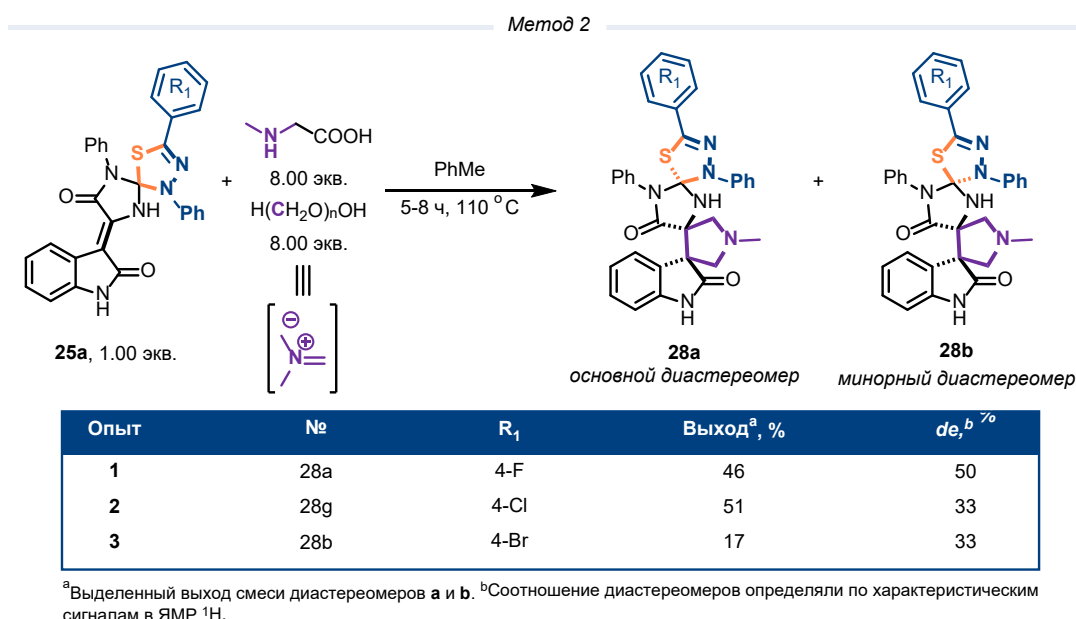 Метод 2
R1
Ph
S
N
N
N
O
NH
Ph
O
N
H
25a, 1.00 экв.
+
N
H
COOH
8.00 экв.
H(CH2O)nOH
8.00 экв.
N
PhMe
5-8 ч, 110 °C
R1
S
N
N
Ph
Ph
N
NH
O
N
O
N
H
28a
основной диастереомер
+
R1
S
N
N
Ph
Ph
N
NH
O
N
O
N
H
28b
минорный диастереомер
Опыт № R1 Выходa, % de,b %
1 28a 4-F 46 50
2 28g 4-Cl 51 33
3 28b 4-Br 17 33
aВыделенный выход смеси диастереомеров a и b. bСоотношение диастереомеров определяли по характеристическим
сигналам в ЯМР 1H.